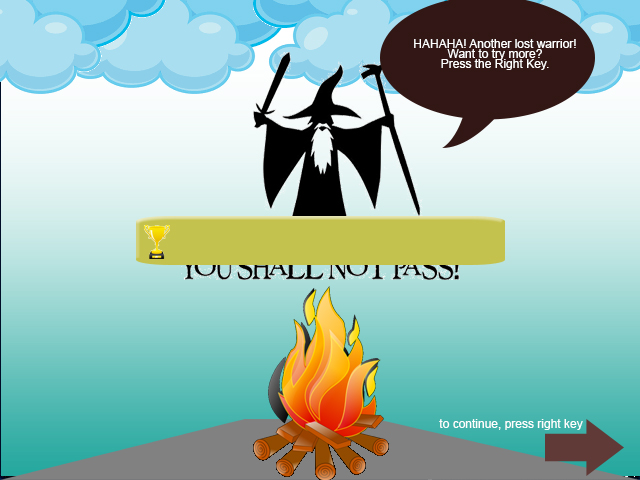 HAHAHA! Another lost warrior!
Want to try more?
Press the Right Key.
YOU SHALL NOT PASS!
to continue, press right key